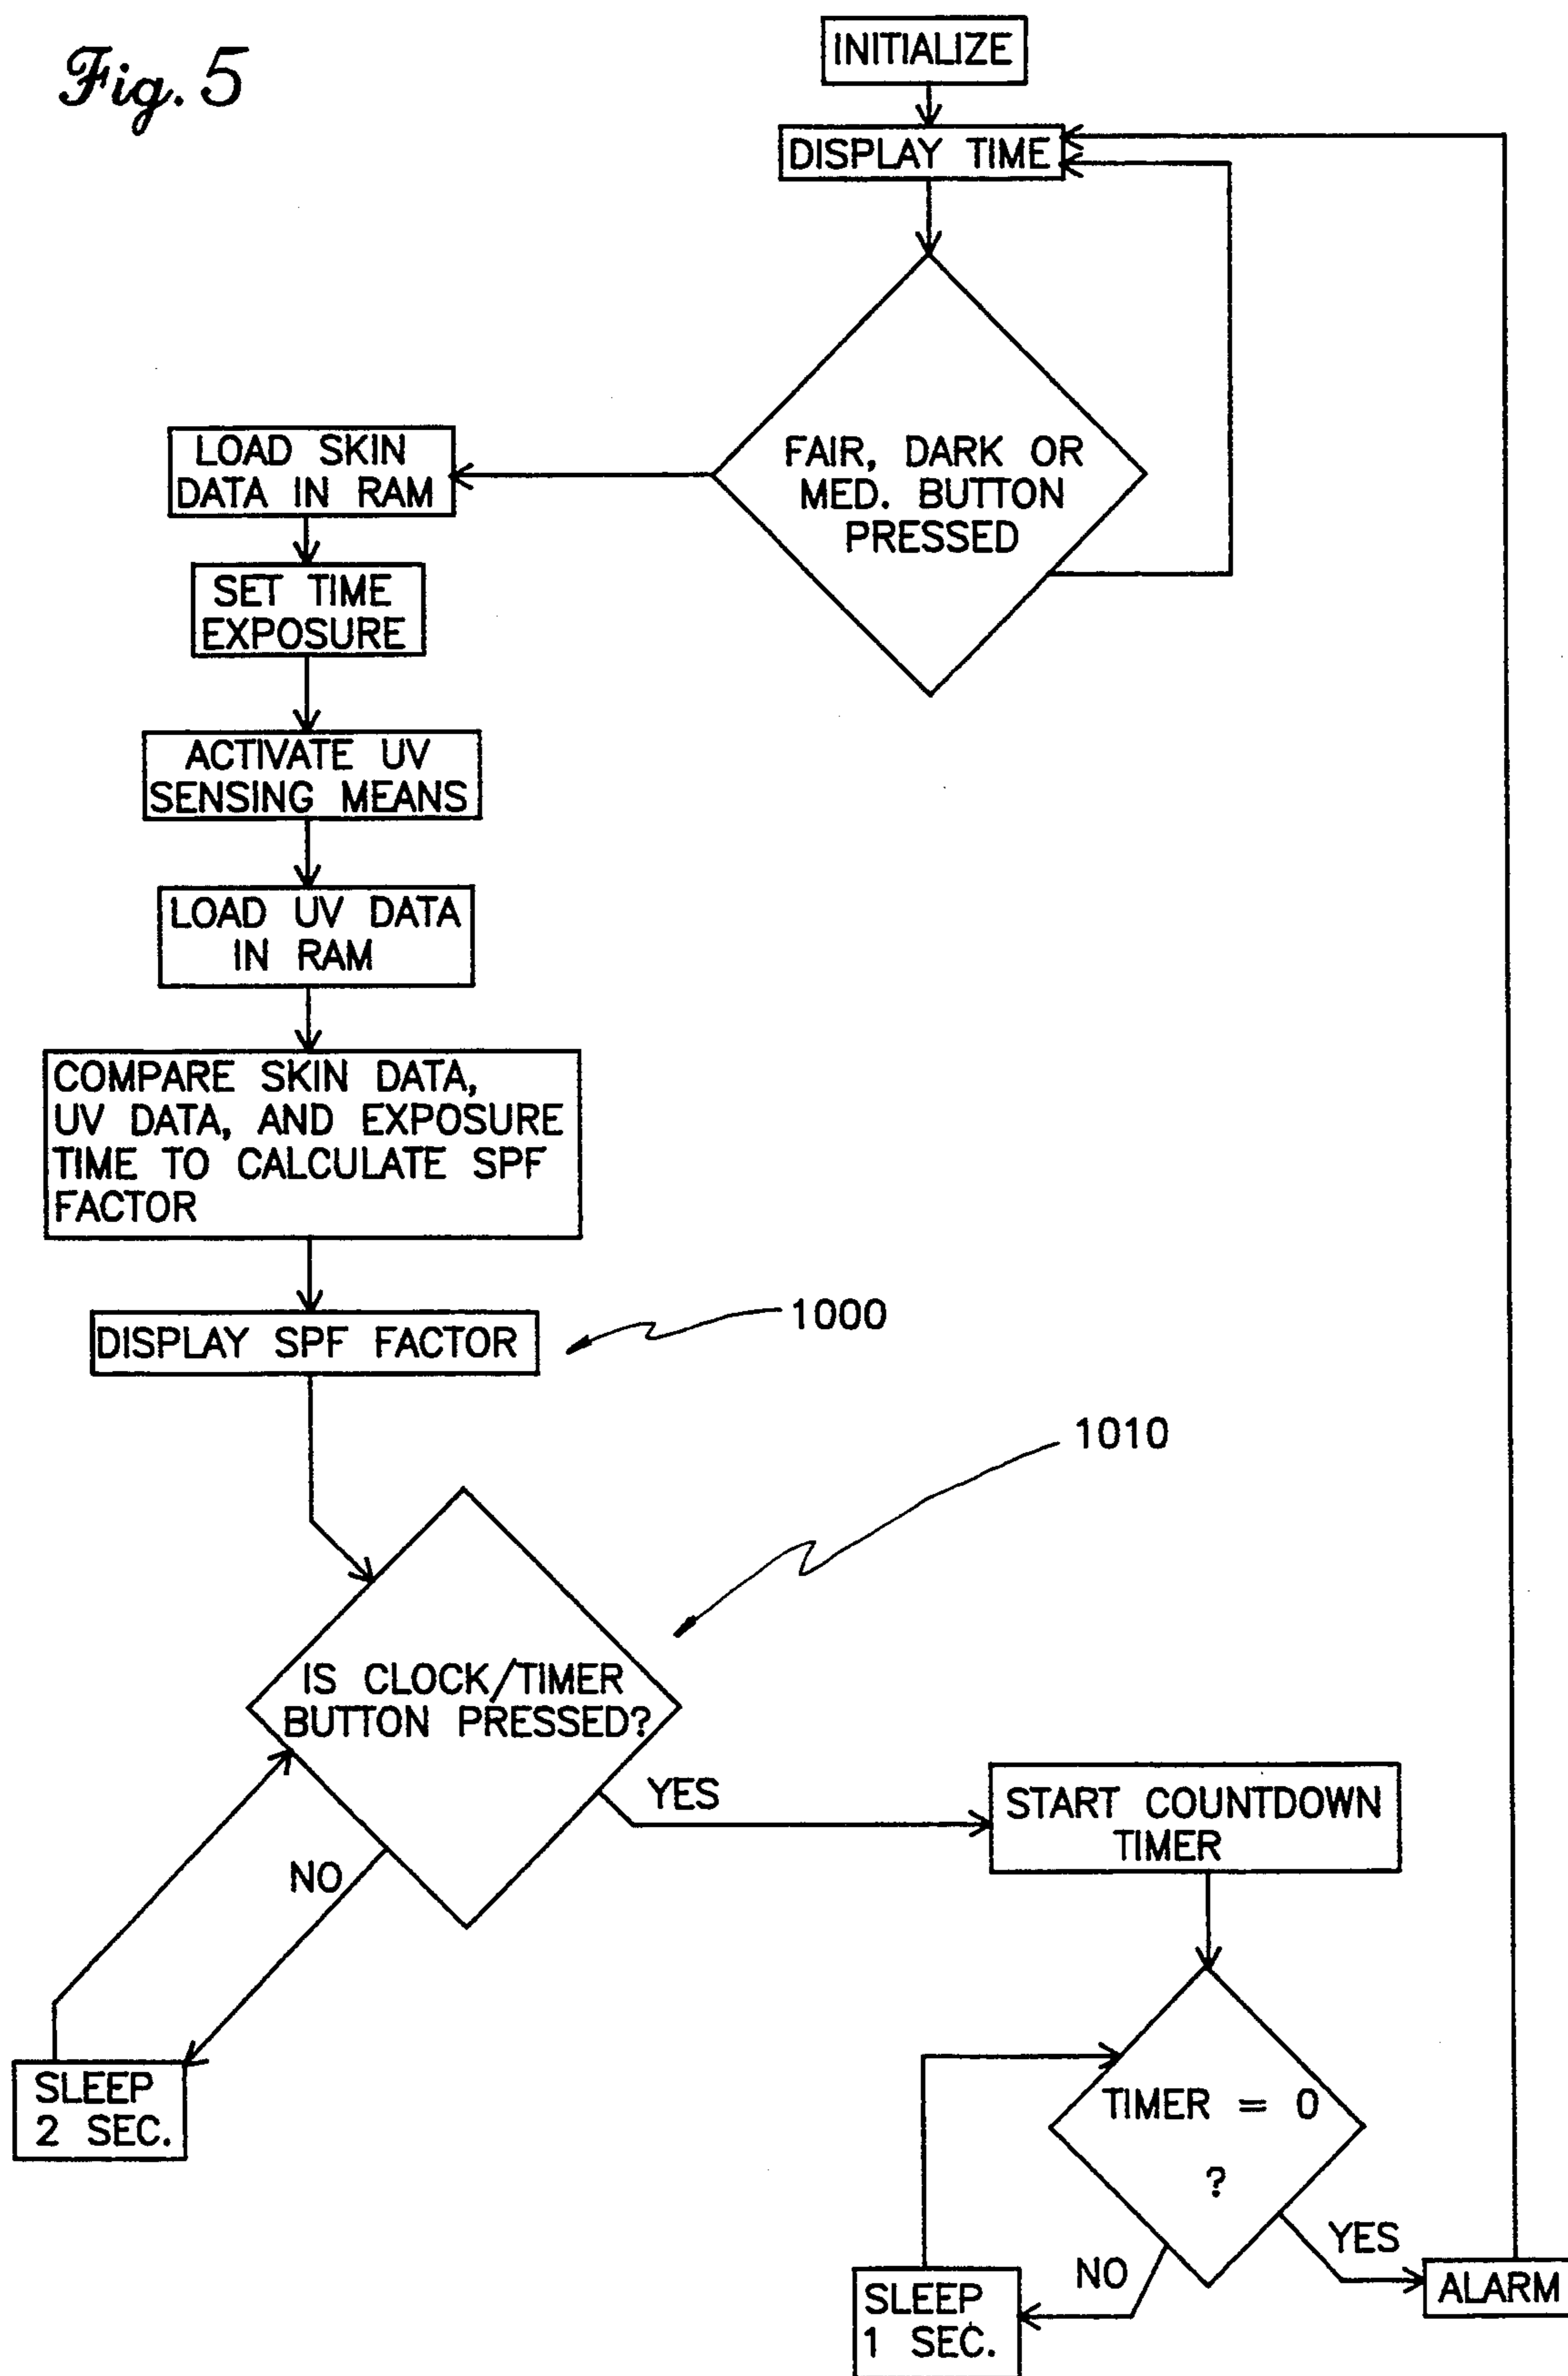 Fig. 5
INITIALIZE
DISPLAY TIME
FAIR, DARK OR
MED. BUTTON
PRESSED
LOAD SKIN
DATA IN RAM
SET TIME
EXPOSURE
ACTIVATE UV
SENSING MEANS
LOAD UV DATA
IN RAM
COMPARE SKIN DATA,
UV DATA, AND EXPOSURE
TIME TO CALCULATE SPF
FACTOR
DISPLAY SPF FACTOR
1000
1010
IS CLOCK/TIMER
BUTTON PRESSED?
YES
NO
SLEEP
2 SEC.
START COUNTDOWN
TIMER
TIMER = 0
?
NO
YES
SLEEP
1 SEC.
ALARM